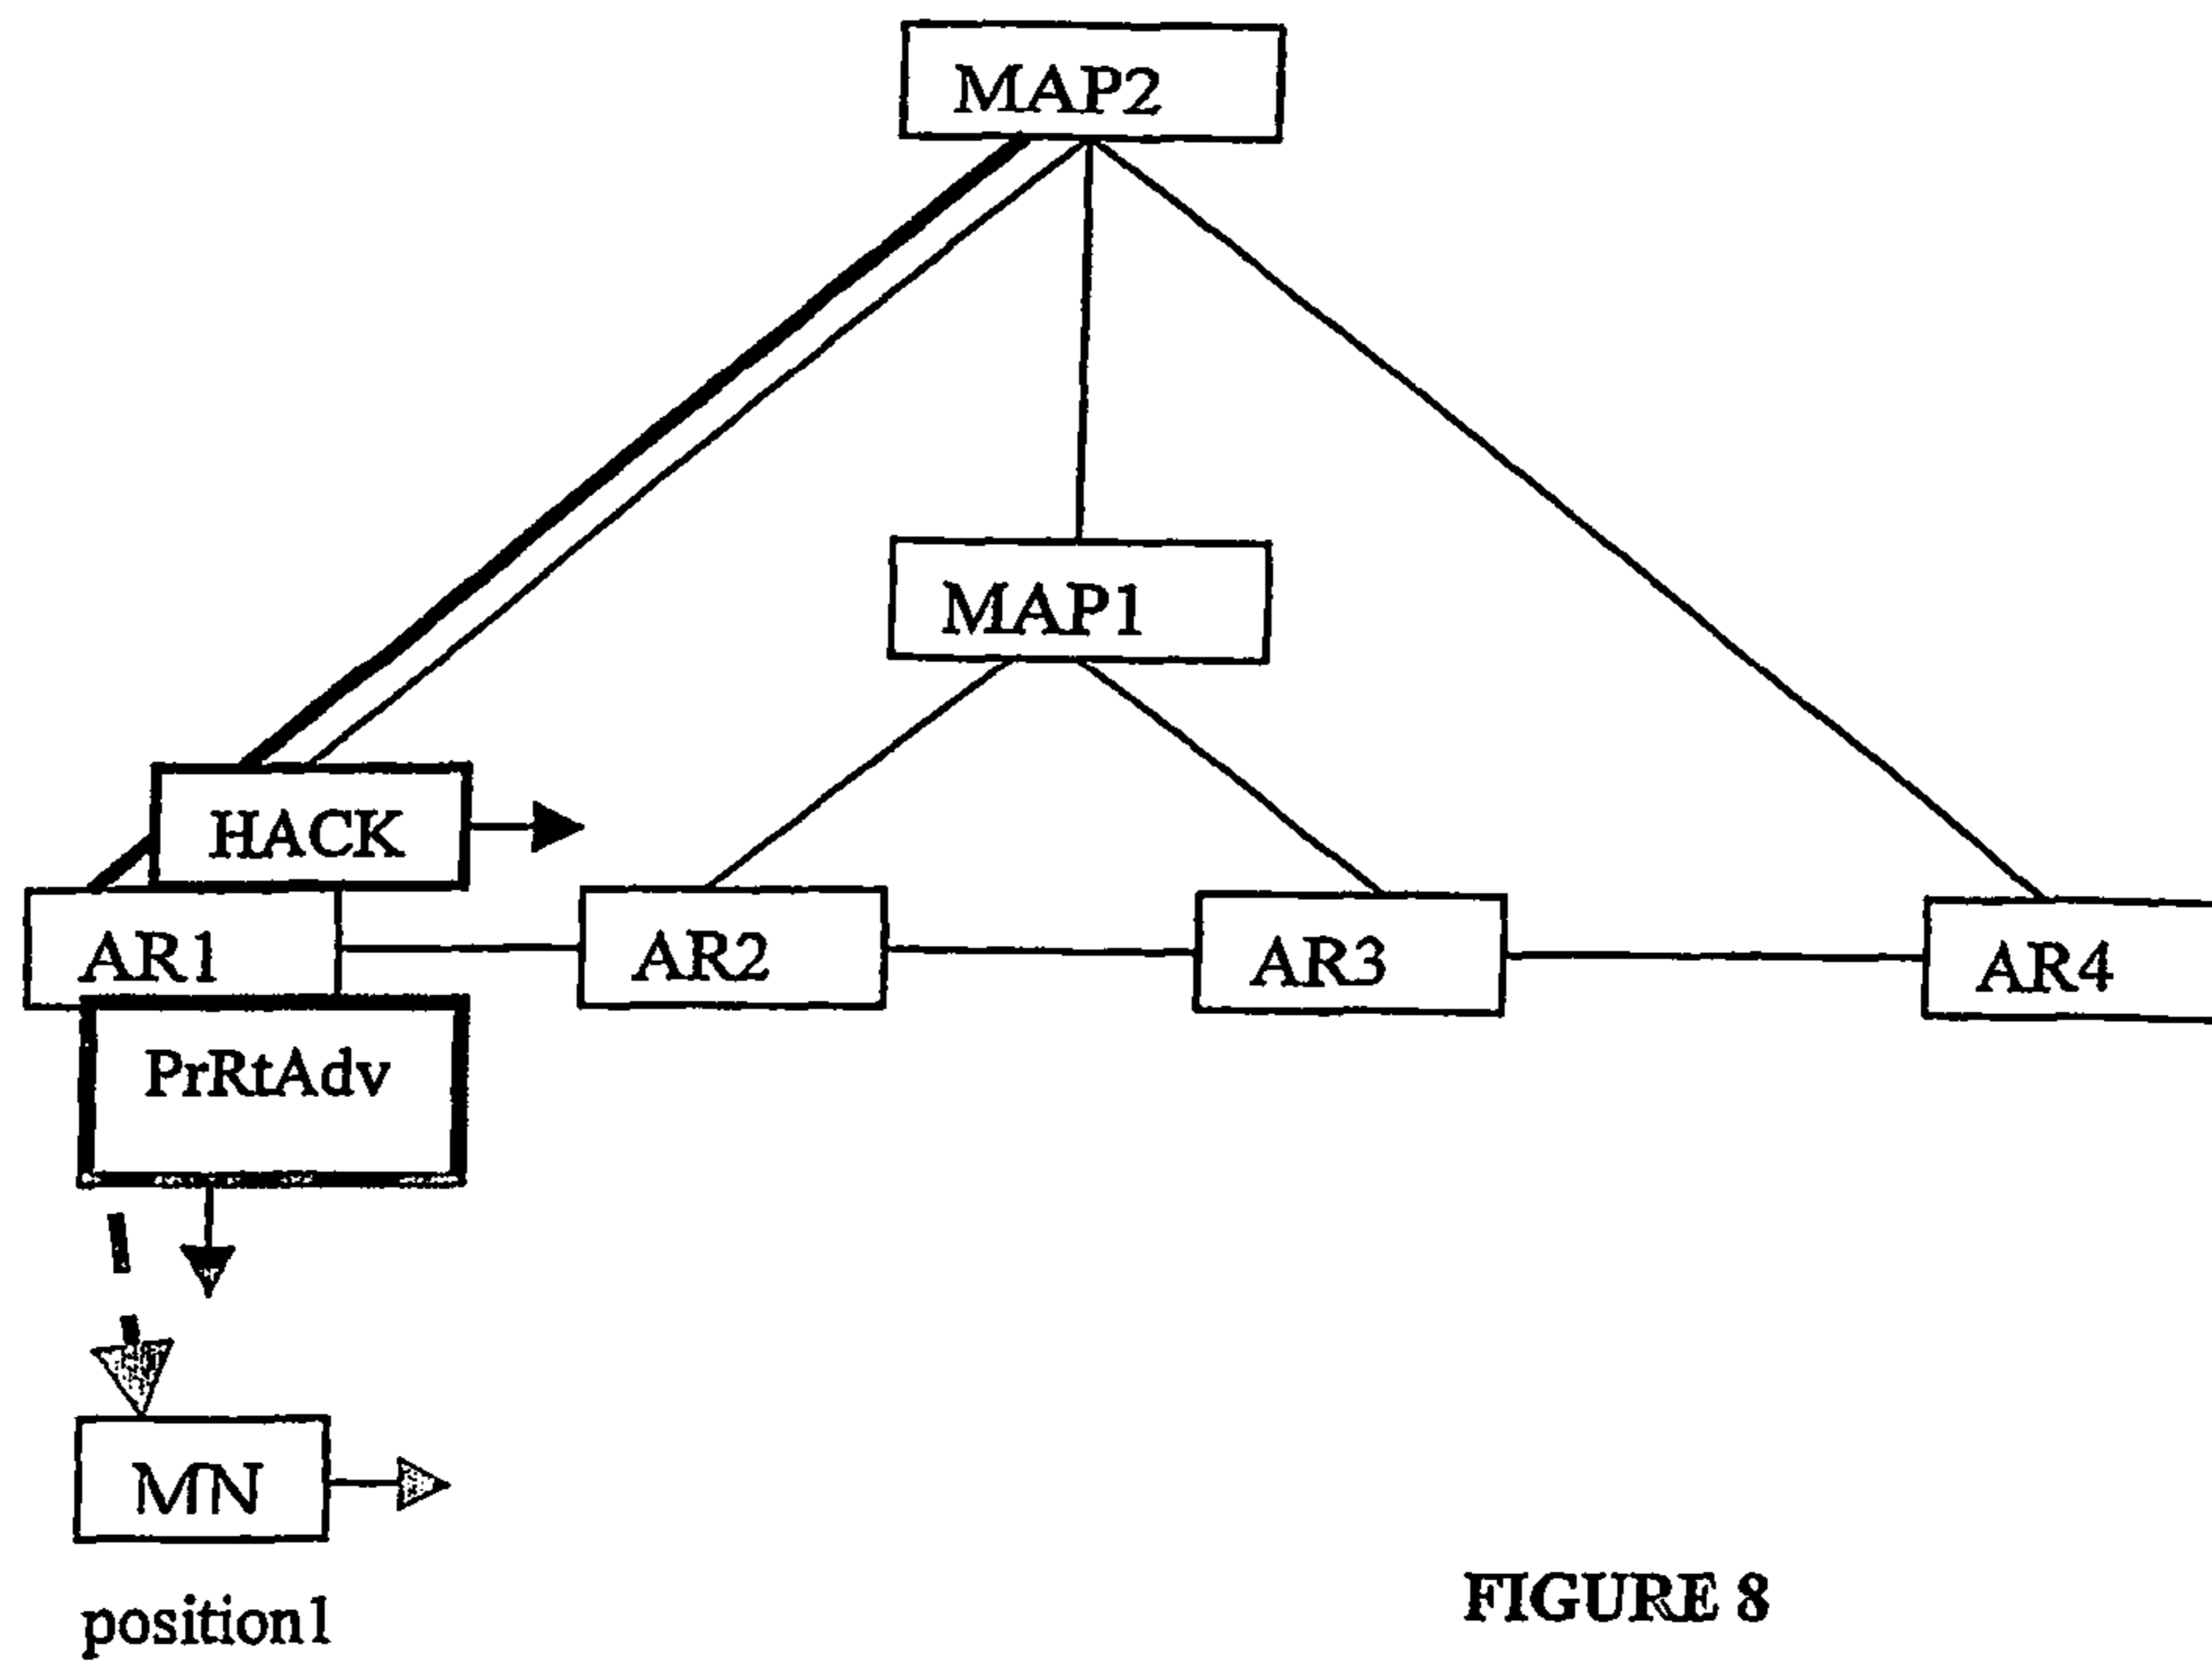 MAP2
MAP1
HACK
AR1
AR2
AR3
AR4
PrRtAdv
MN
position1
FIGURE 8